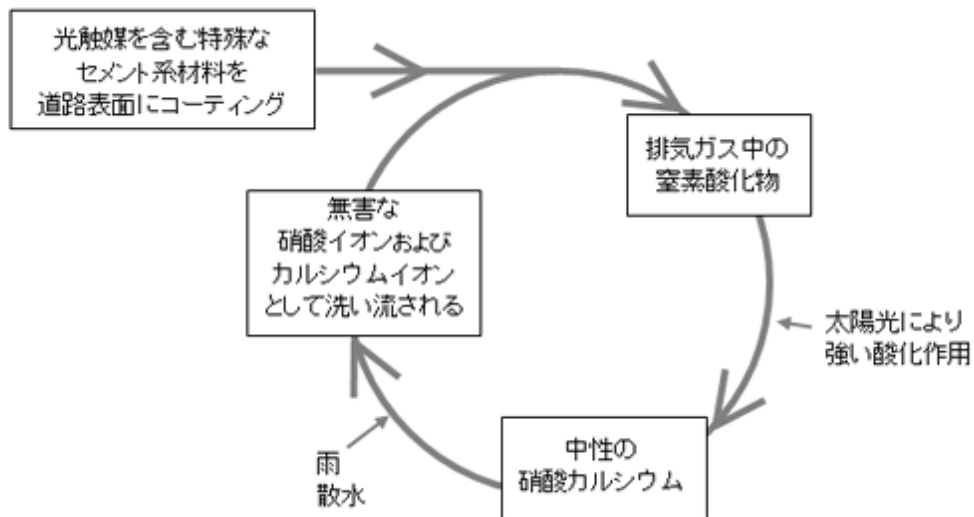 光触媒を含む特殊な
セメント系材料を
道路表面にコーティング
排気ガス中の
窒素酸化物
太陽光により
強い酸化作用
中性の
硝酸カルシウム
雨
散水
無害な
硝酸イオンおよび
カルシウムイオン
として洗い流される